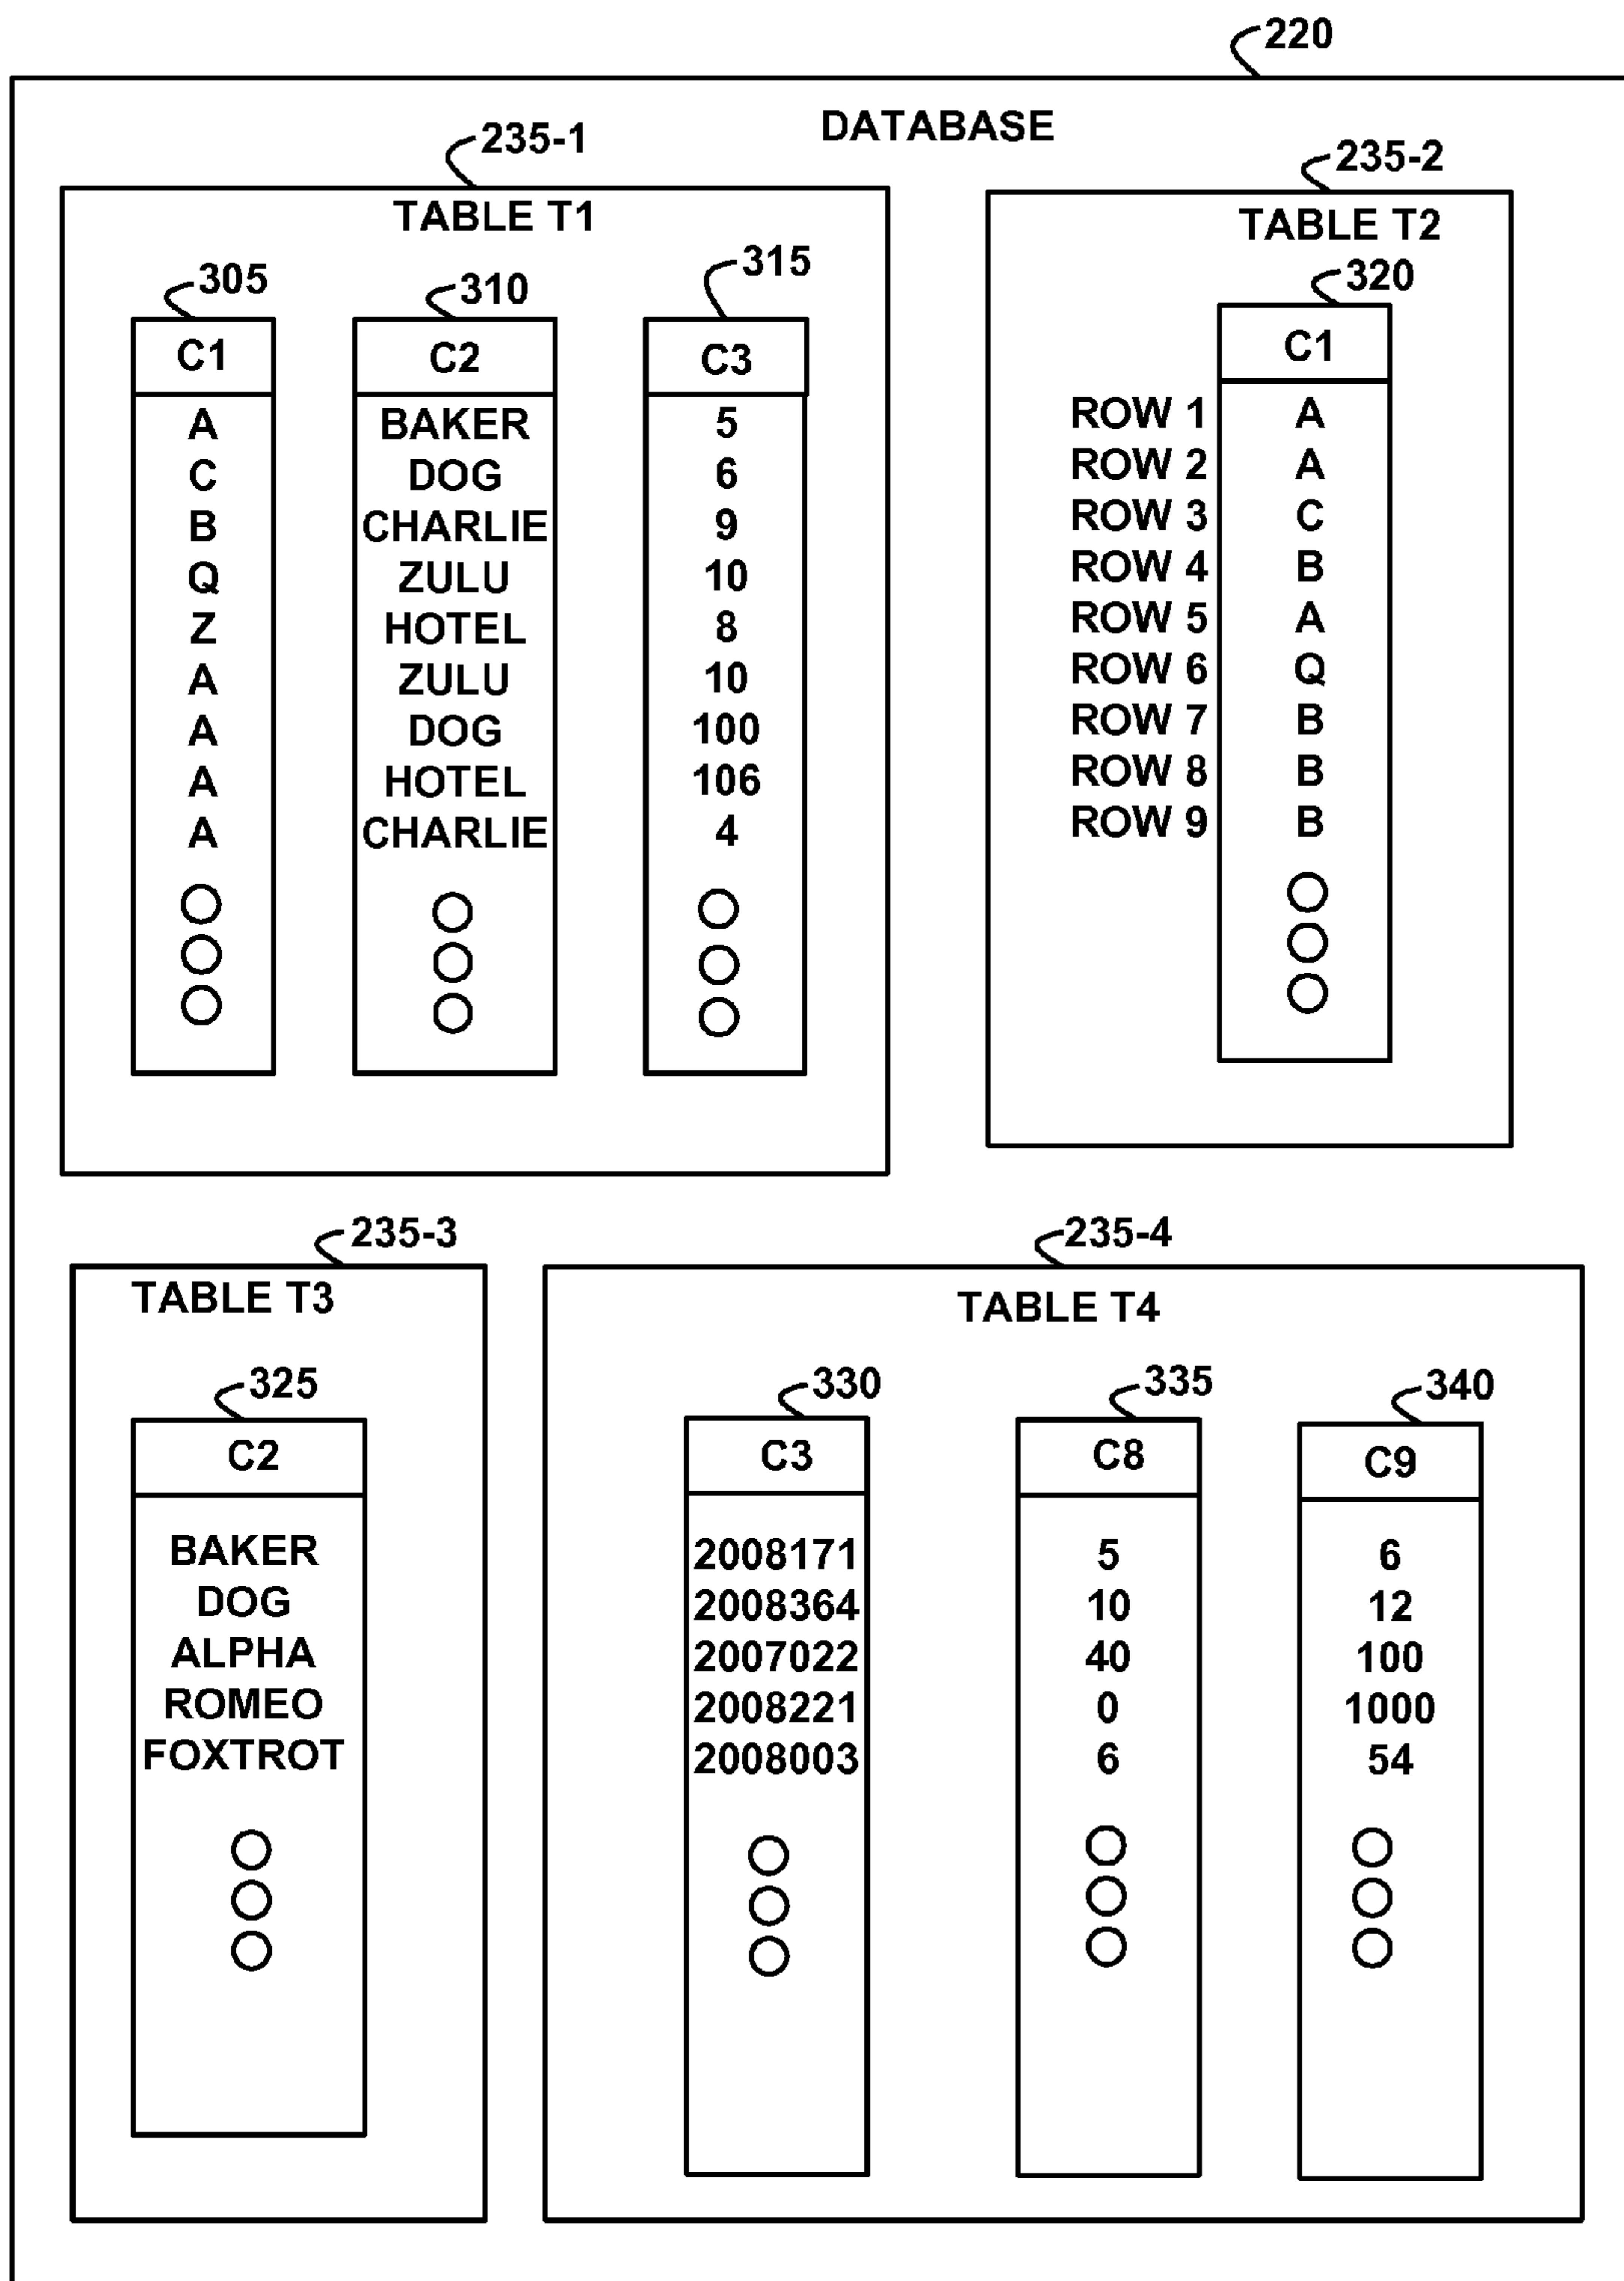 220
DATABASE
235-1
TABLE T1
305
310
315
C1 C2 C3
A BAKER 5
C DOG 6
B CHARLIE 9
Q ZULU 10
Z HOTEL 8
A ZULU 10
A DOG 100
A HOTEL 106
A CHARLIE 4
235-2
TABLE T2
320
C1
ROW 1 A
ROW 2 A
ROW 3 C
ROW 4 B
ROW 5 A
ROW 6 Q
ROW 7 B
ROW 8 B
ROW 9 B
235-3
TABLE T3
325
C2
BAKER
DOG
ALPHA
ROMEO
FOXTROT
235-4
TABLE T4
330
335
340
C3 C8 C9
2008171 5 6
2008364 10 12
2007022 40 100
2008221 0 1000
2008003 6 54